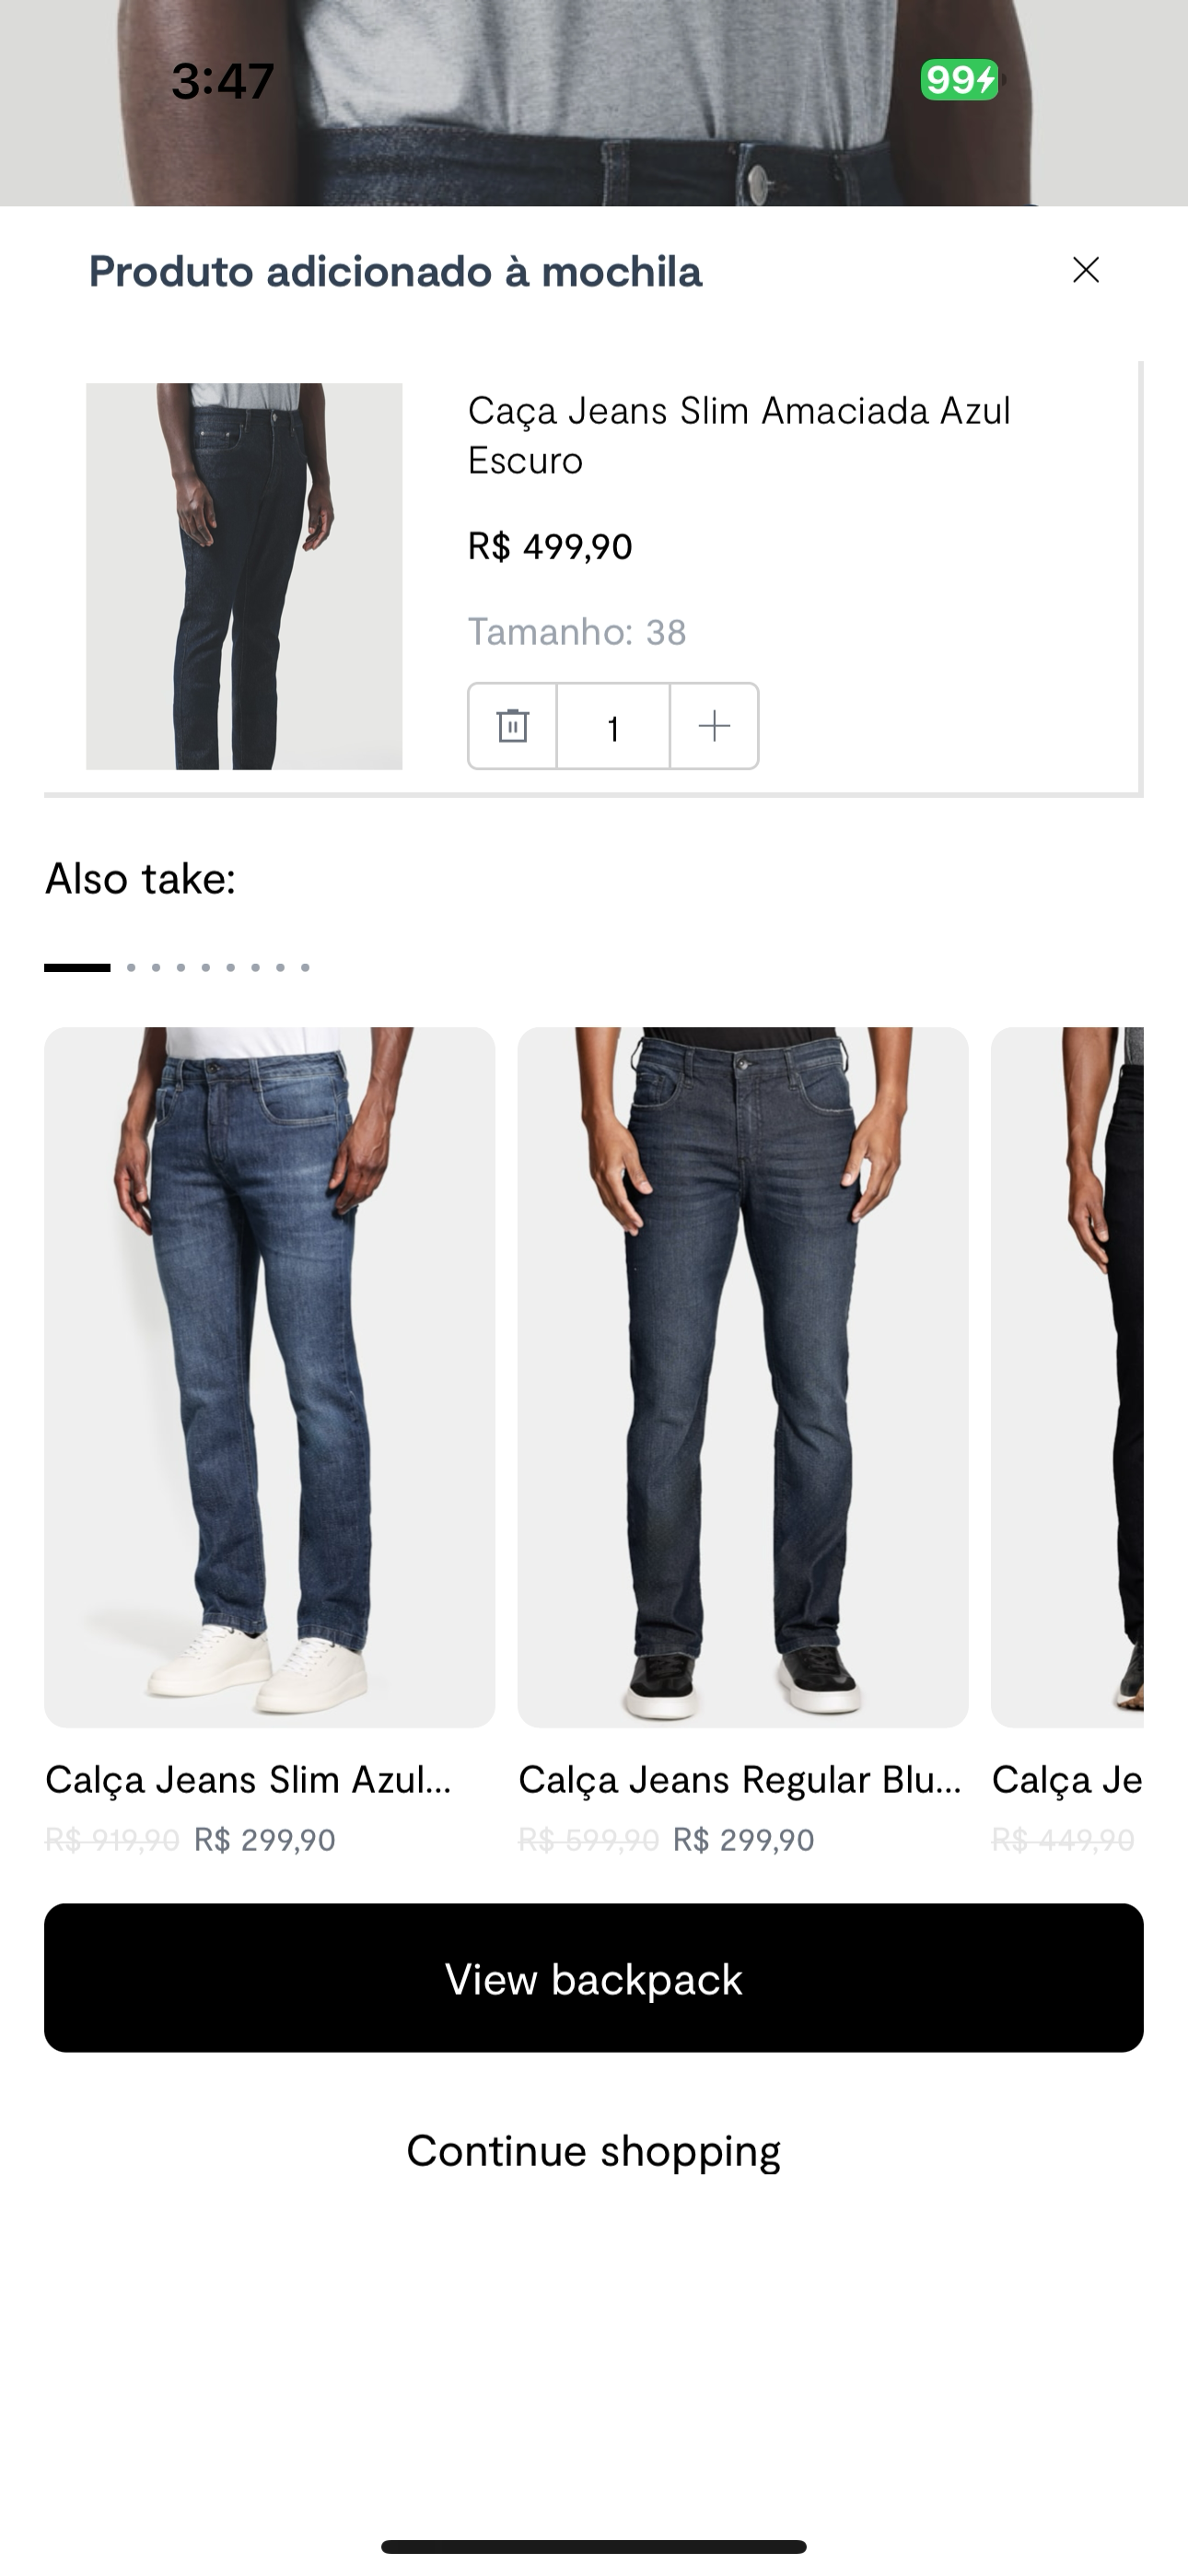 3:47
99
Produto adicionado à mochila
Caça Jeans Slim Amaciada Azul
Escuro
R$ 499,90
Tamanho: 38
1
Also take:
Calça Jeans Slim Azul... Calça Jeans Regular Blu... Calça Je
R$ 919,90 R$ 299,90 R$ 599,90 R$ 299,90 R$ 449,90
View backpack
Continue shopping